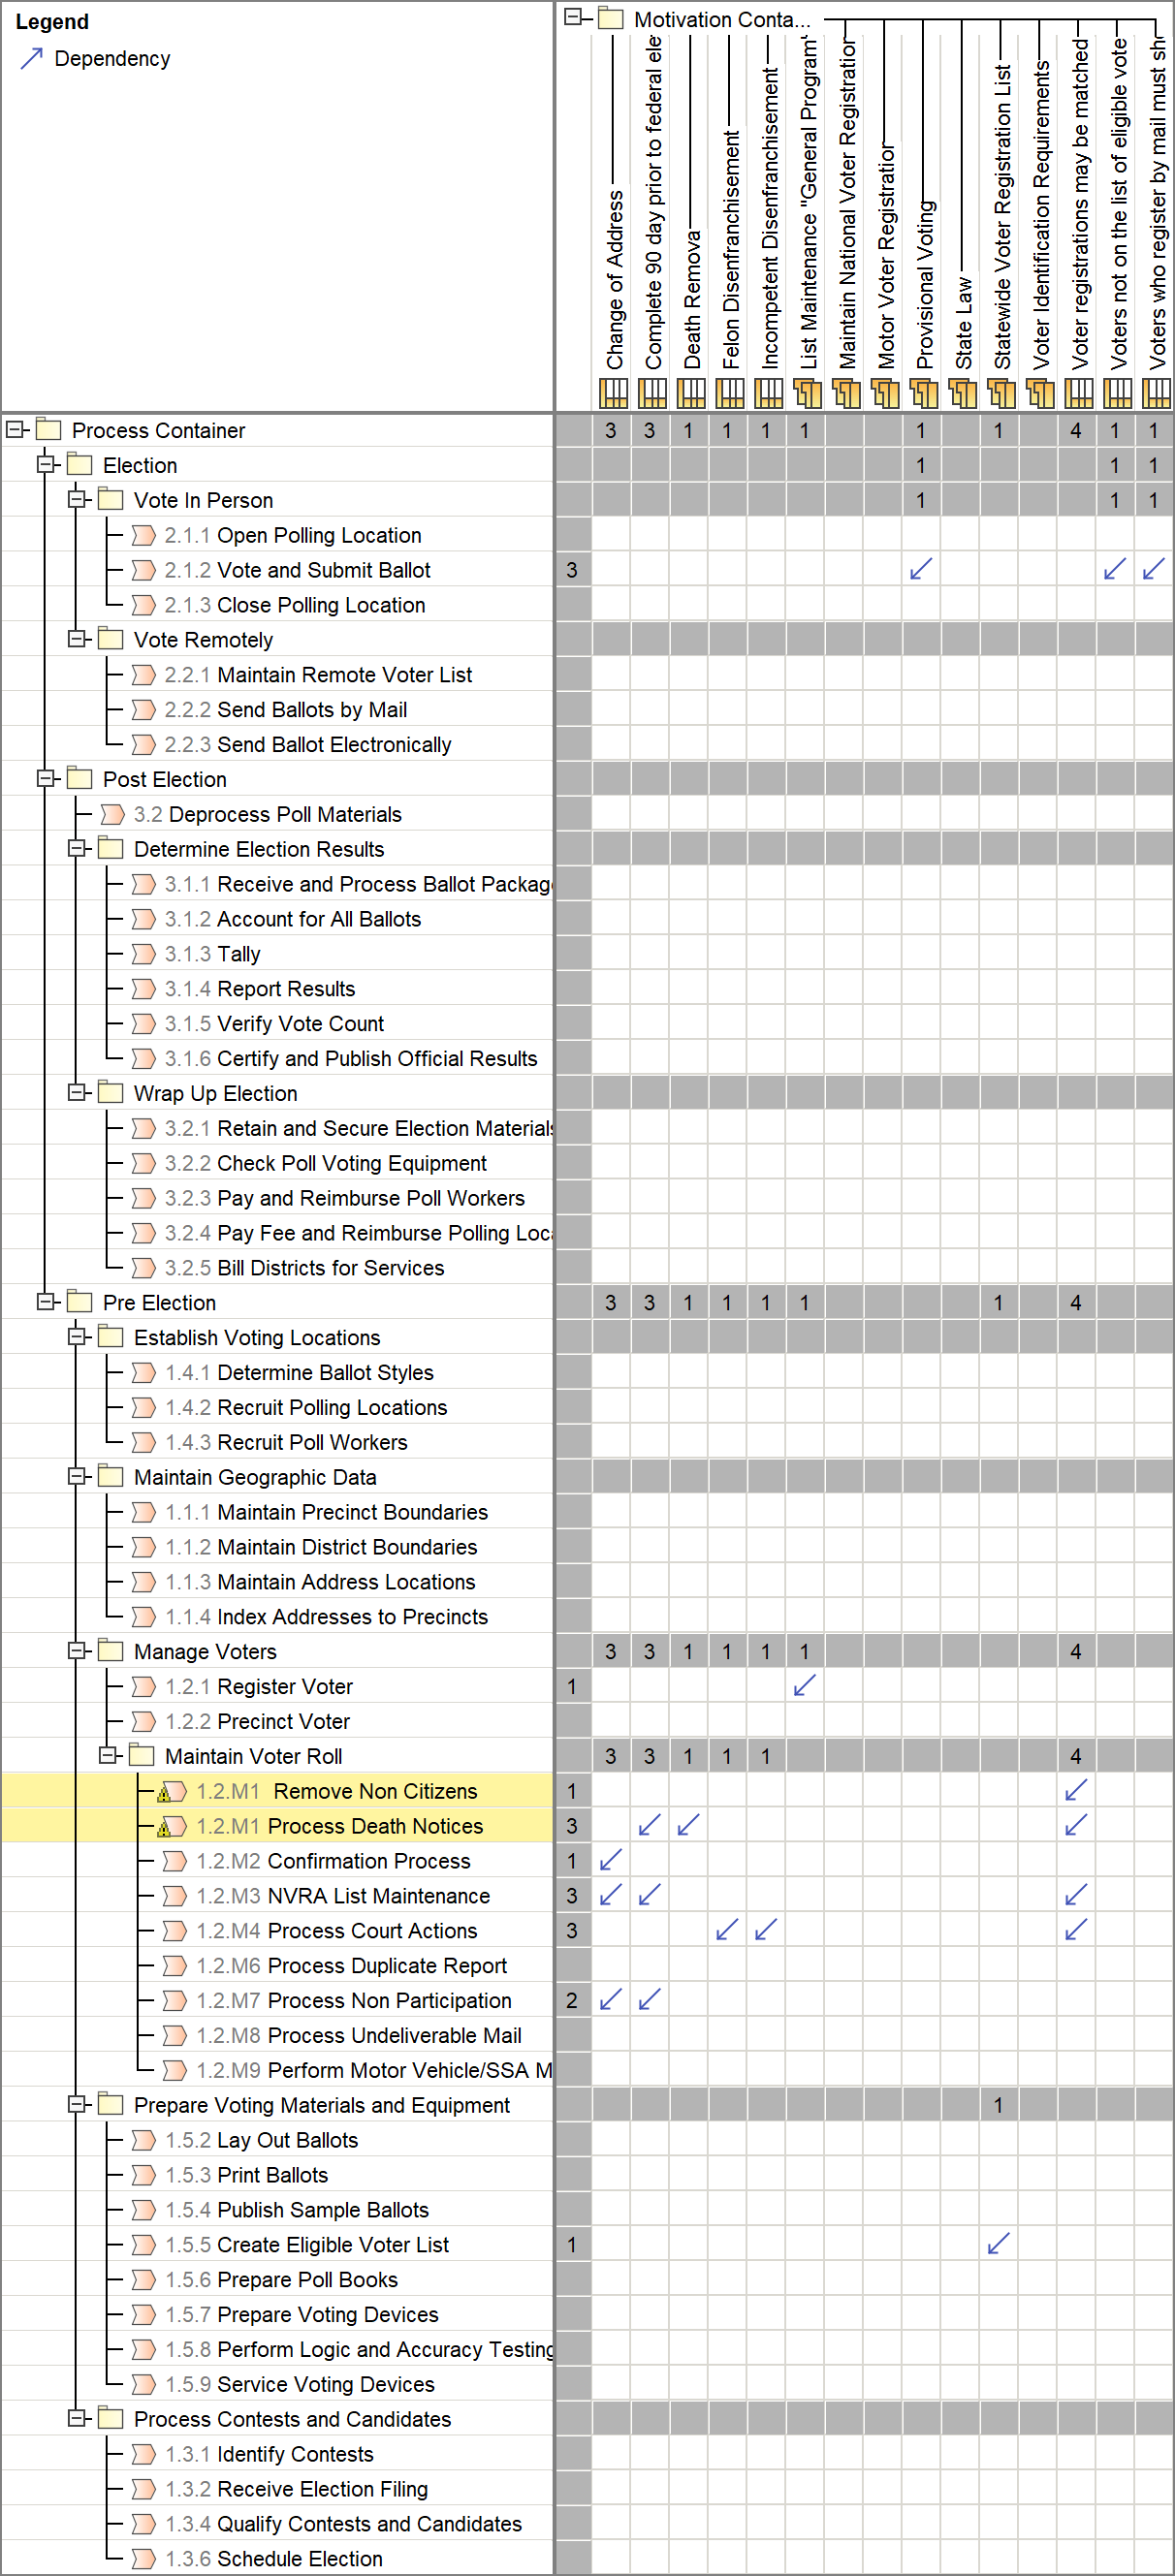 Legend
Dependency
Motivation Conta...
Change of Address
Complete 90 day prior to federal ele
Death Remova
Felon Disenfranchisement
Incompetent Disenfranchisement
List Maintenance "General Program"
Maintain National Voter Registration
Motor Voter Registration
Provisional Voting
State Law
Statewide Voter Registration List
Voter Identification Requirements
Voter registrations may be matched
Voters not on the list of eligible vote
Voters who register by mail must sh
Process Container 3 3 1 1 1 1 1 1 4 1 1
Election 1 1 1
Vote In Person 1 1 1
2.1.1 Open Polling Location
2.1.2 Vote and Submit Ballot 3
2.1.3 Close Polling Location
Vote Remotely
2.2.1 Maintain Remote Voter List
2.2.2 Send Ballots by Mail
2.2.3 Send Ballot Electronically
Post Election
3.2 Deprocess Poll Materials
Determine Election Results
3.1.1 Receive and Process Ballot Package
3.1.2 Account for All Ballots
3.1.3 Tally
3.1.4 Report Results
3.1.5 Verify Vote Count
3.1.6 Certify and Publish Official Results
Wrap Up Election
3.2.1 Retain and Secure Election Materials
3.2.2 Check Poll Voting Equipment
3.2.3 Pay and Reimburse Poll Workers
3.2.4 Pay Fee and Reimburse Polling Loca
3.2.5 Bill Districts for Services
Pre Election 3 3 1 1 1 1 1 4
Establish Voting Locations
1.4.1 Determine Ballot Styles
1.4.2 Recruit Polling Locations
1.4.3 Recruit Poll Workers
Maintain Geographic Data
1.1.1 Maintain Precinct Boundaries
1.1.2 Maintain District Boundaries
1.1.3 Maintain Address Locations
1.1.4 Index Addresses to Precincts
Manage Voters 3 3 1 1 1 1 4
1.2.1 Register Voter 1
1.2.2 Precinct Voter
Maintain Voter Roll 3 3 1 1 1 4
1.2.M1 Remove Non Citizens 1
1.2.M1 Process Death Notices 3
1.2.M2 Confirmation Process 1
1.2.M3 NVRA List Maintenance 3
1.2.M4 Process Court Actions 3
1.2.M6 Process Duplicate Report
1.2.M7 Process Non Participation 2
1.2.M8 Process Undeliverable Mail
1.2.M9 Perform Motor Vehicle/SSA M
Prepare Voting Materials and Equipment 1
1.5.2 Lay Out Ballots
1.5.3 Print Ballots
1.5.4 Publish Sample Ballots
1.5.5 Create Eligible Voter List 1
1.5.6 Prepare Poll Books
1.5.7 Prepare Voting Devices
1.5.8 Perform Logic and Accuracy Testing
1.5.9 Service Voting Devices
Process Contests and Candidates
1.3.1 Identify Contests
1.3.2 Receive Election Filing
1.3.4 Qualify Contests and Candidates
1.3.6 Schedule Election